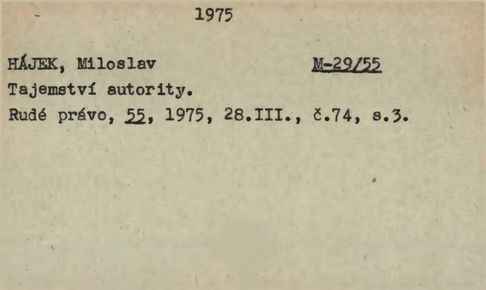 1975
HÁJEK, Miloslav M-29/55
Tajemství autority.
Rudé právo, 55, 1975, 28.III., č.74, s.3.